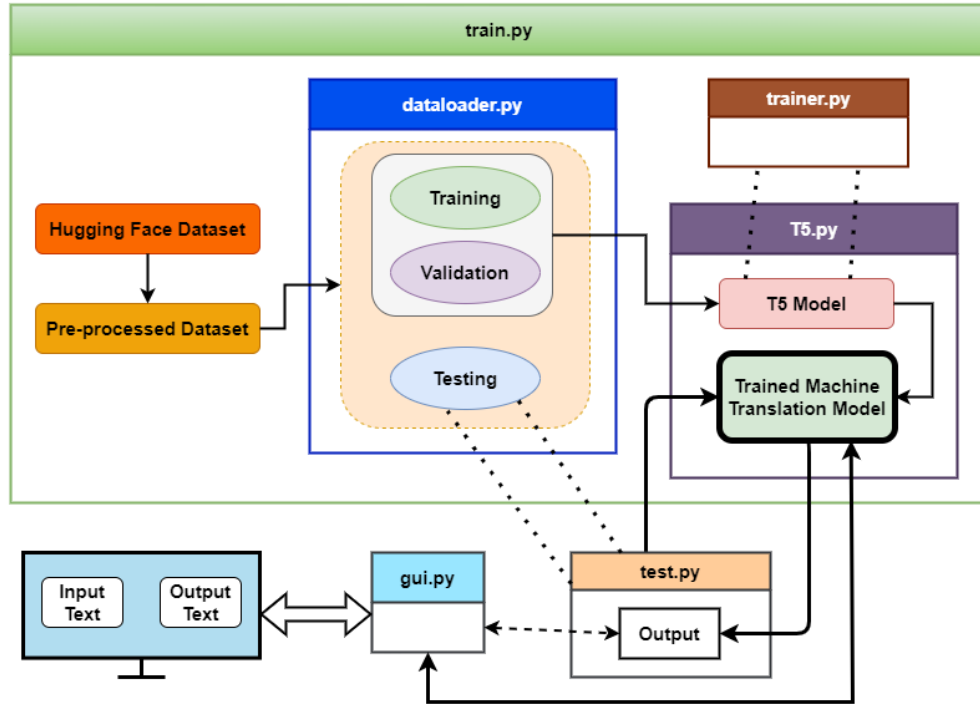 train.py
dataloader.py
trainer.py
Training
Hugging Face Dataset
T5.py
Validation
Pre-processed Dataset
T5 Model
Testing
Trained Machine
Translation Model
gui.py
test.py
Input
Text
Output
Text
Output